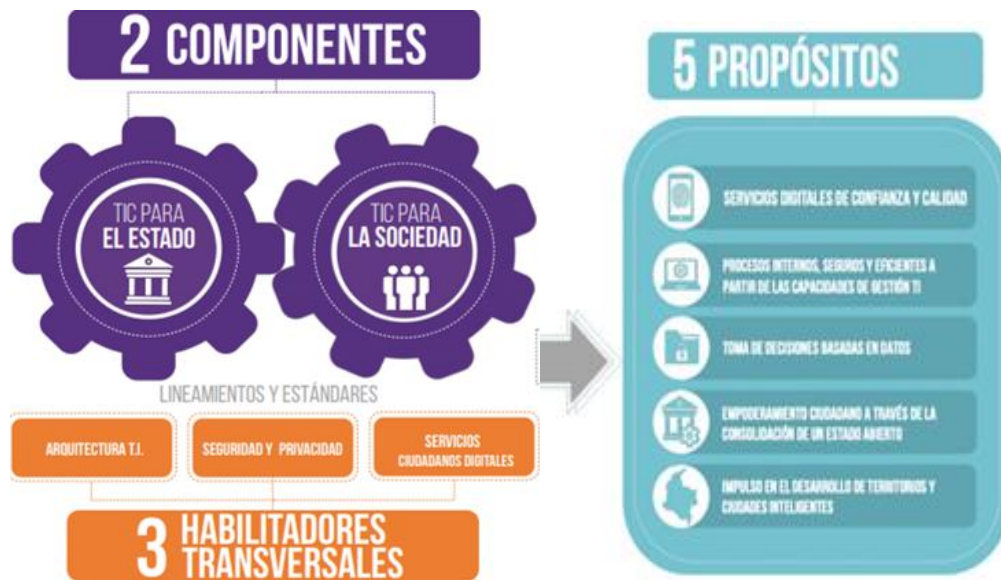 2 COMPONENTES
TIC PARA
EL ESTADO
TIC PARA
LA SOCIEDAD
LINEAMIENTOS Y ESTÁNDARES
ARQUITECTURA T.I.
SEGURIDAD Y PRIVACIDAD
SERVICIOS
CIUDADANOS DIGITALES
3 HABILITADORES
TRANSVERSALES
5 PROPÓSITOS
SERVICIOS DIGITALES DE CONFIANZA Y CALIDAD
PROCESOS INTERNOS, SEGUROS Y EFICIENTES A
PARTIR DE LAS CAPACIDADES DE GESTIÓN TI
TOMA DE DECISIONES BASADAS EN DATOS
EMPODERAMIENTO CIUDADANO A TRAVÉS DE LA
CONSOLIDACIÓN DE UN ESTADO ABIERTO
IMPULSO EN EL DESARROLLO DE TERRITORIOS Y
CIUDADES INTELIGENTES